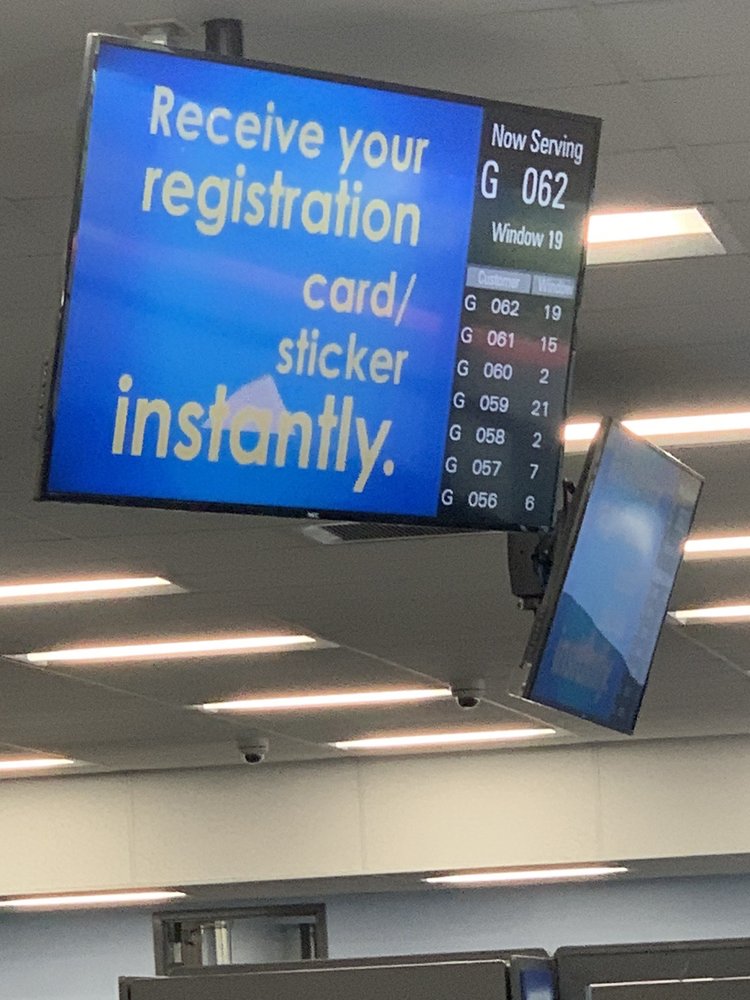 Receive your
registration
card/
sticker
instantly.
Now Serving
G 062
Window 19
Customer Window
G 062 19
G 061 15
G 060 2
G 059 21
G 058 2
G 057 7
G 056 6
NEC